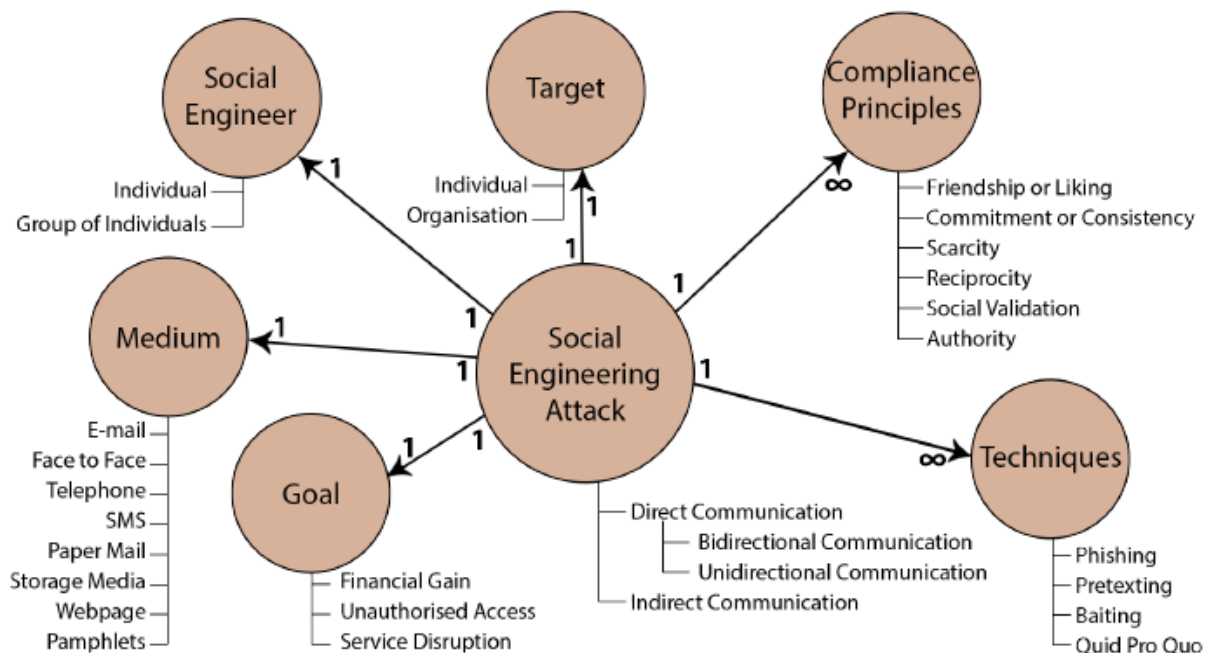 Social
Engineer
1
Individual
Group of Individuals
Target
1
Individual
Organisation
1
Compliance
Principles
∞
Friendship or Liking
Commitment or Consistency
Scarcity
Reciprocity
Social Validation
Authority
1
1
Medium
1
1
E-mail
Face to Face
Telephone
SMS
Paper Mail
Storage Media
Webpage
Pamphlets
Goal
1
1
Financial Gain
Unauthorised Access
Service Disruption
Social
Engineering
Attack
Direct Communication
Bidirectional Communication
Unidirectional Communication
Indirect Communication
1
∞
Techniques
Phishing
Pretexting
Baiting
Quid Pro Quo